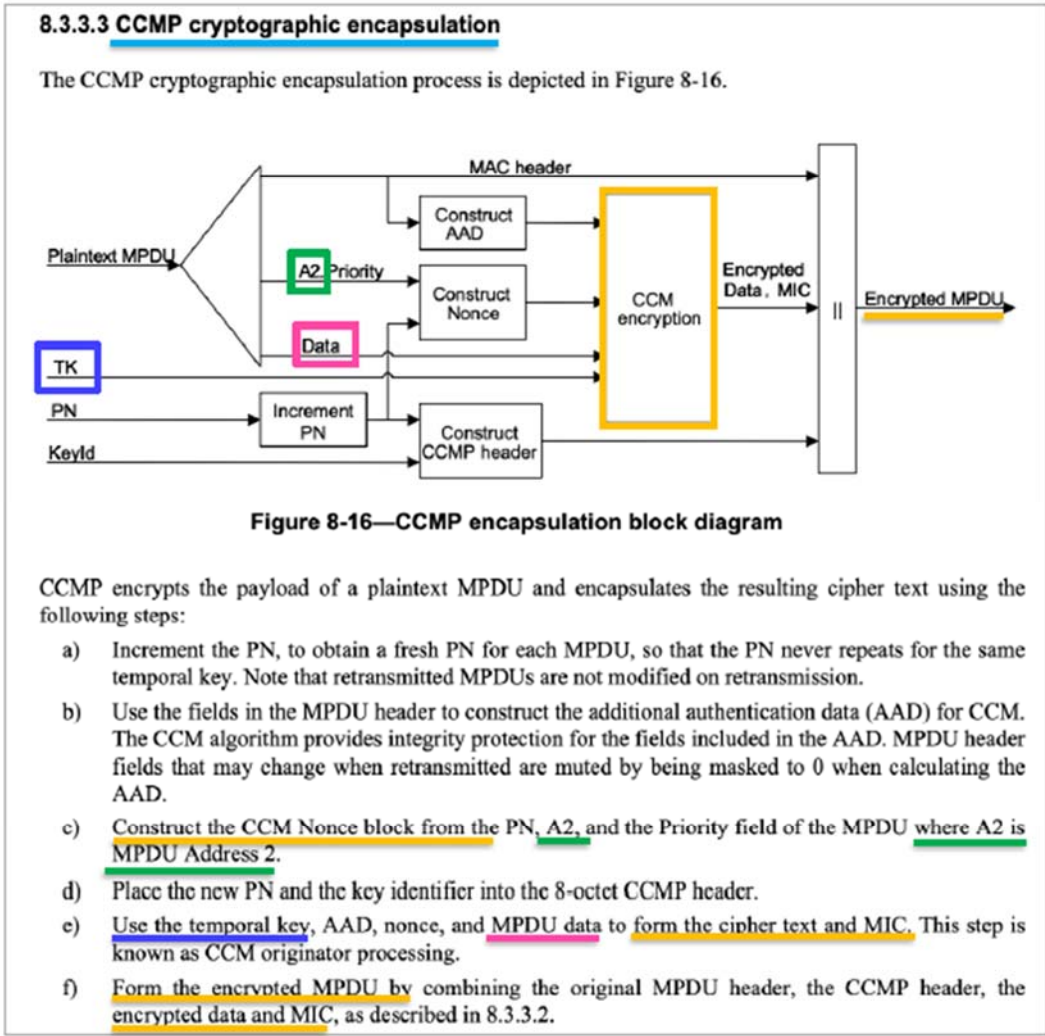 8.3.3.3 CCMP cryptographic encapsulation
The CCMP cryptographic encapsulation process is depicted in Figure 8-16.
MAC header
Construct
AAD
Plaintext MPDU
A2 Priority
Construct
Nonce
CCM
encryption
Encrypted
Data, MIC
||
Encrypted MPDU
Data
TK
PN
Increment
PN
Construct
CCMP header
KeyId
Figure 8-16—CCMP encapsulation block diagram
CCMP encrypts the payload of a plaintext MPDU and encapsulates the resulting cipher text using the
following steps:
a) Increment the PN, to obtain a fresh PN for each MPDU, so that the PN never repeats for the same
temporal key. Note that retransmitted MPDUs are not modified on retransmission.
b) Use the fields in the MPDU header to construct the additional authentication data (AAD) for CCM.
The CCM algorithm provides integrity protection for the fields included in the AAD. MPDU header
fields that may change when retransmitted are muted by being masked to 0 when calculating the
AAD.
c) Construct the CCM Nonce block from the PN, A2, and the Priority field of the MPDU where A2 is
MPDU Address 2.
d) Place the new PN and the key identifier into the 8-octet CCMP header.
e) Use the temporal key, AAD, nonce, and MPDU data to form the cipher text and MIC. This step is
known as CCM originator processing.
f) Form the encrypted MPDU by combining the original MPDU header, the CCMP header, the
encrypted data and MIC, as described in 8.3.3.2.